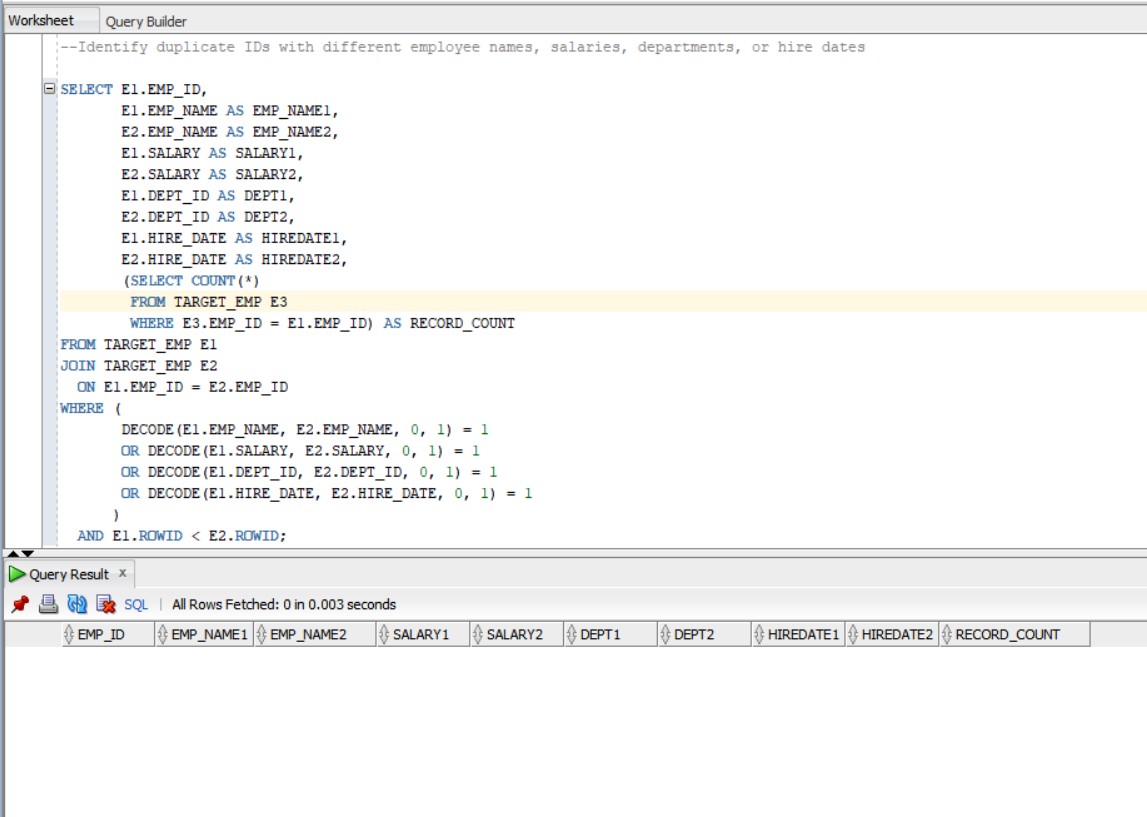 Worksheet Query Builder
--Identify duplicate IDs with different employee names, salaries, departments, or hire dates
SELECT E1.EMP_ID,
E1.EMP_NAME AS EMP_NAME1,
E2.EMP_NAME AS EMP_NAME2,
E1.SALARY AS SALARY1,
E2.SALARY AS SALARY2,
E1.DEPT_ID AS DEPT1,
E2.DEPT_ID AS DEPT2,
E1.HIRE_DATE AS HIREDATE1,
E2.HIRE_DATE AS HIREDATE2,
(SELECT COUNT(*)
FROM TARGET_EMP E3
WHERE E3.EMP_ID = E1.EMP_ID) AS RECORD_COUNT
FROM TARGET_EMP E1
JOIN TARGET_EMP E2
ON E1.EMP_ID = E2.EMP_ID
WHERE (
DECODE(E1.EMP_NAME, E2.EMP_NAME, 0, 1) = 1
OR DECODE(E1.SALARY, E2.SALARY, 0, 1) = 1
OR DECODE(E1.DEPT_ID, E2.DEPT_ID, 0, 1) = 1
OR DECODE(E1.HIRE_DATE, E2.HIRE_DATE, 0, 1) = 1
)
AND E1.ROWID < E2.ROWID;
Query Result x
SQL | All Rows Fetched: 0 in 0.003 seconds
EMP_ID EMP_NAME1 EMP_NAME2 SALARY1 SALARY2 DEPT1 DEPT2 HIREDATE1 HIREDATE2 RECORD_COUNT